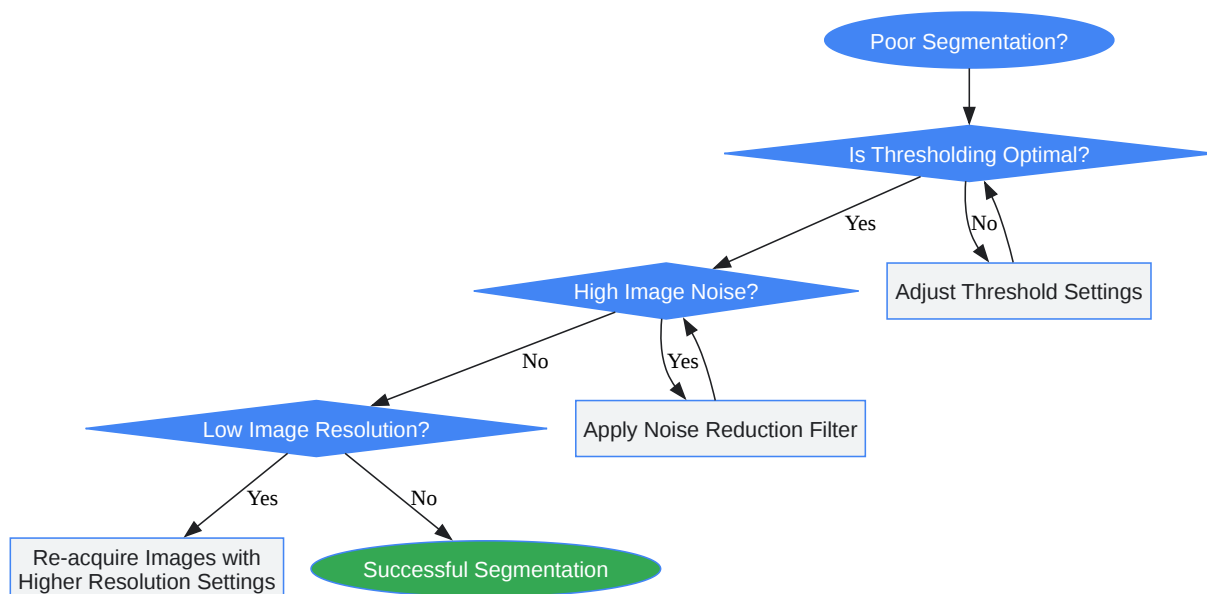 Poor Segmentation?
Is Thresholding Optimal?
Yes
No
High Image Noise?
Adjust Threshold Settings
No
Yes
Low Image Resolution?
Apply Noise Reduction Filter
Yes
No
Re-acquire Images with
Higher Resolution Settings
Successful Segmentation